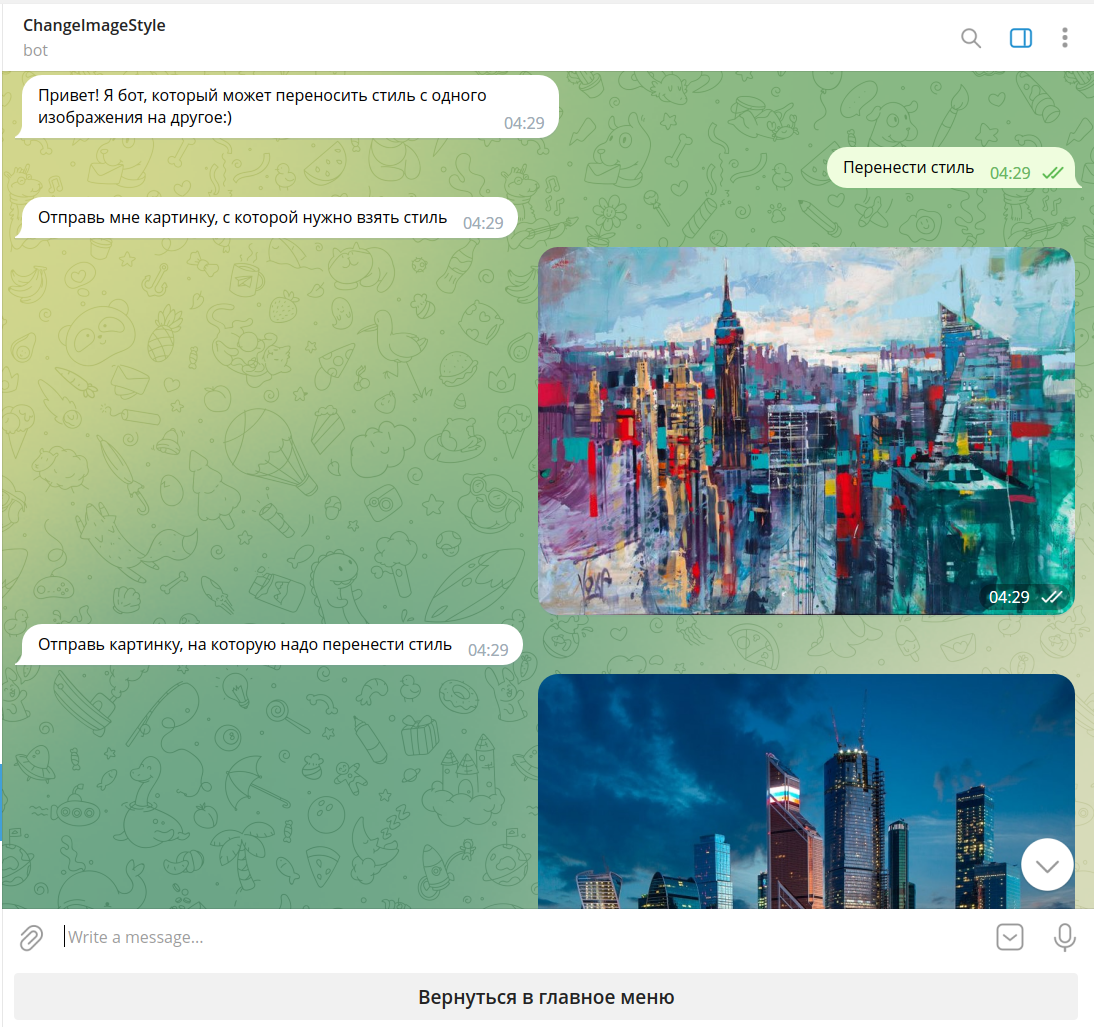 ChangeImageStyle
bot
Привет! Я бот, который может переносить стиль с одного
изображения на другое:)
04:29
Перенести стиль 04:29
Отправь мне картинку, с которой нужно взять стиль 04:29
04:29
Отправь картинку, на которую надо перенести стиль 04:29
Write a message...
Вернуться в главное меню